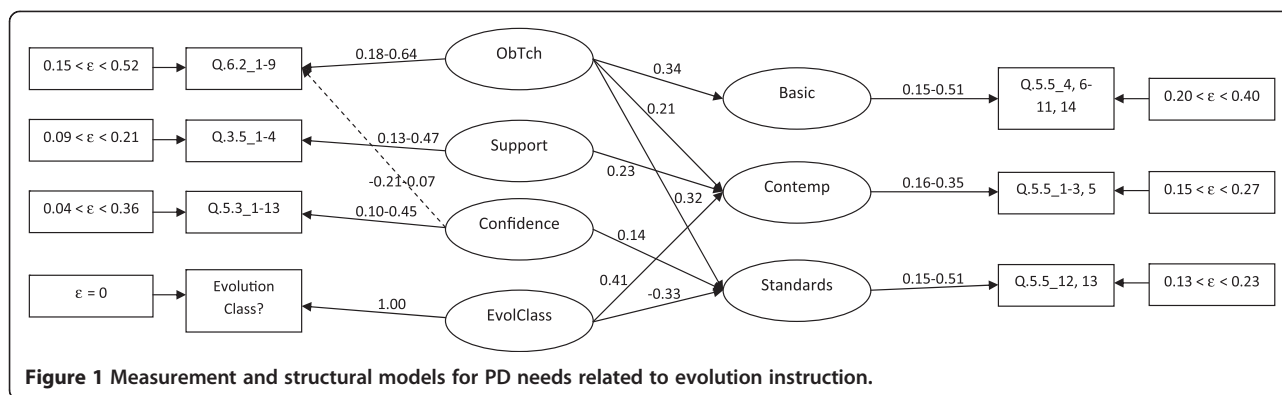 0.15 < ε < 0.52
Q.6.2_1-9
0.18-0.64
ObTch
0.34
Basic
0.15-0.51
Q.5.5_4, 6-
11, 14
0.20 < ε < 0.40
0.21
0.09 < ε < 0.21
Q.3.5_1-4
0.13-0.47
Support
0.23
Contemp
0.16-0.35
Q.5.5_1-3, 5
0.15 < ε < 0.27
-0.21-0.07
0.32
0.04 < ε < 0.36
Q.5.3_1-13
0.10-0.45
Confidence
0.14
0.41
-0.33
Standards
0.15-0.51
Q.5.5_12, 13
0.13 < ε < 0.23
ε = 0
Evolution
Class?
1.00
EvolClass
Figure 1 Measurement and structural models for PD needs related to evolution instruction.